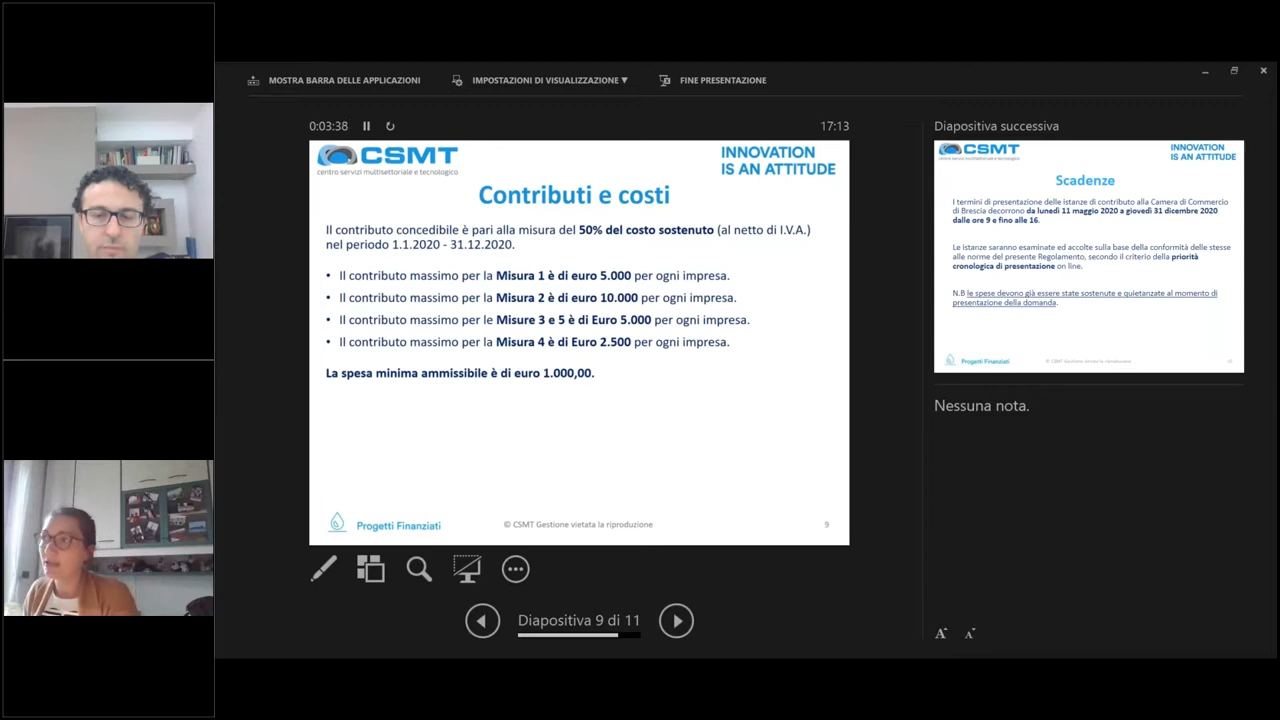 MOSTRA BARRA DELLE APPLICAZIONI
IMPOSTAZIONI DI VISUALIZZAZIONE ▼
FINE PRESENTAZIONE
0:03:38
17:13
CSMT
centro servizi multisettoriale e tecnologico
INNOVATION
IS AN ATTITUDE
Contributi e costi
Il contributo concedibile è pari alla misura del 50% del costo sostenuto (al netto di I.V.A.)
nel periodo 1.1.2020 - 31.12.2020.
• Il contributo massimo per la Misura 1 è di euro 5.000 per ogni impresa.
• Il contributo massimo per la Misura 2 è di euro 10.000 per ogni impresa.
• Il contributo massimo per le Misure 3 e 5 è di Euro 5.000 per ogni impresa.
• Il contributo massimo per la Misura 4 è di Euro 2.500 per ogni impresa.
La spesa minima ammissibile è di euro 1.000,00.
Progetti Finanziati
© CSMT Gestione vietata la riproduzione
9
Diapositiva 9 di 11
Diapositiva successiva
CSMT
centro servizi multisettoriale e tecnologico
INNOVATION
IS AN ATTITUDE
Scadenze
I termini di presentazione delle istanze di contributo alla Camera di Commercio
di Brescia decorrono da lunedì 11 maggio 2020 a giovedì 31 dicembre 2020
dalle ore 9 e fino alle 16.
Le istanze saranno esaminate ed accolte sulla base della conformità delle stesse
alle norme del presente Regolamento, secondo il criterio della priorità
cronologica di presentazione on line.
N.B le spese devono già essere state sostenute e quietanzate al momento di
presentazione della domanda.
Progetti Finanziati
© CSMT Gestione vietata la riproduzione
10
Nessuna nota.
A A